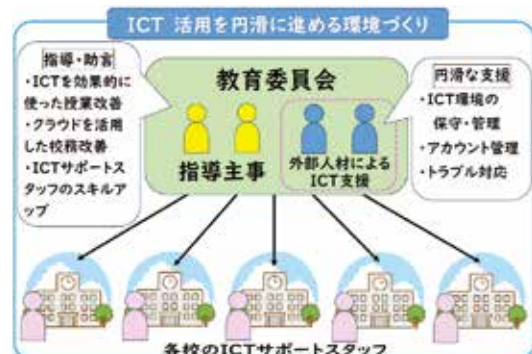 ICT 活用を円滑に進める環境づくり
指導・助言
・ICTを効果的に
使った授業改善
・クラウドを活用
した校務改善
・ICTサポートス
タッフのスキルア
ップ
教育委員会
指導主事
外部人材による
ICT支援
円滑な支援
・ICT環境の
保守・管理
・アカウント管理
・トラブル対応
各校のICTサポートスタッフ